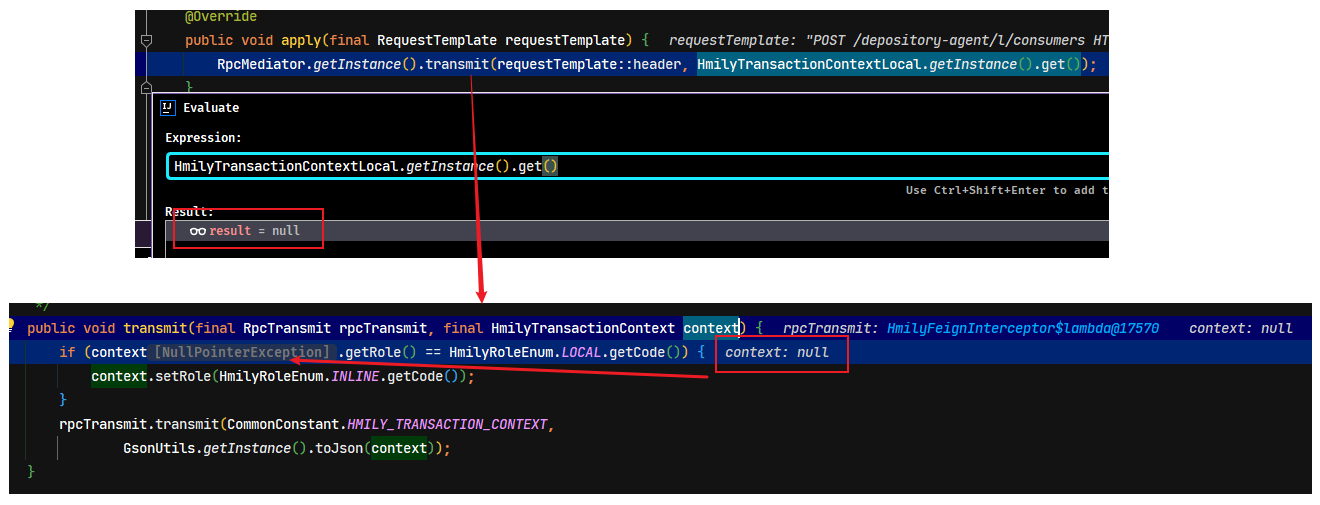 @Override
public void apply(final RequestTemplate requestTemplate) { requestTemplate: "POST /depository-agent/l/consumers HT
RpcMediator.getInstance().transmit(requestTemplate::header, HmilyTransactionContextLocal.getInstance().get());
}
Evaluate
Expression:
HmilyTransactionContextLocal.getInstance().get()
Use Ctrl+Shift+Enter to add t
Result:
result = null
*/
public void transmit(final RpcTransmit rpcTransmit, final HmilyTransactionContext context) { rpcTransmit: HmilyFeignInterceptor$lambda@17570 context: null
if (context [NullPointerException] .getRole() == HmilyRoleEnum.LOCAL.getCode()) { context: null
context.setRole(HmilyRoleEnum.INLINE.getCode());
}
rpcTransmit.transmit(CommonConstant.HMILY_TRANSACTION_CONTEXT,
GsonUtils.getInstance().toJson(context));
}